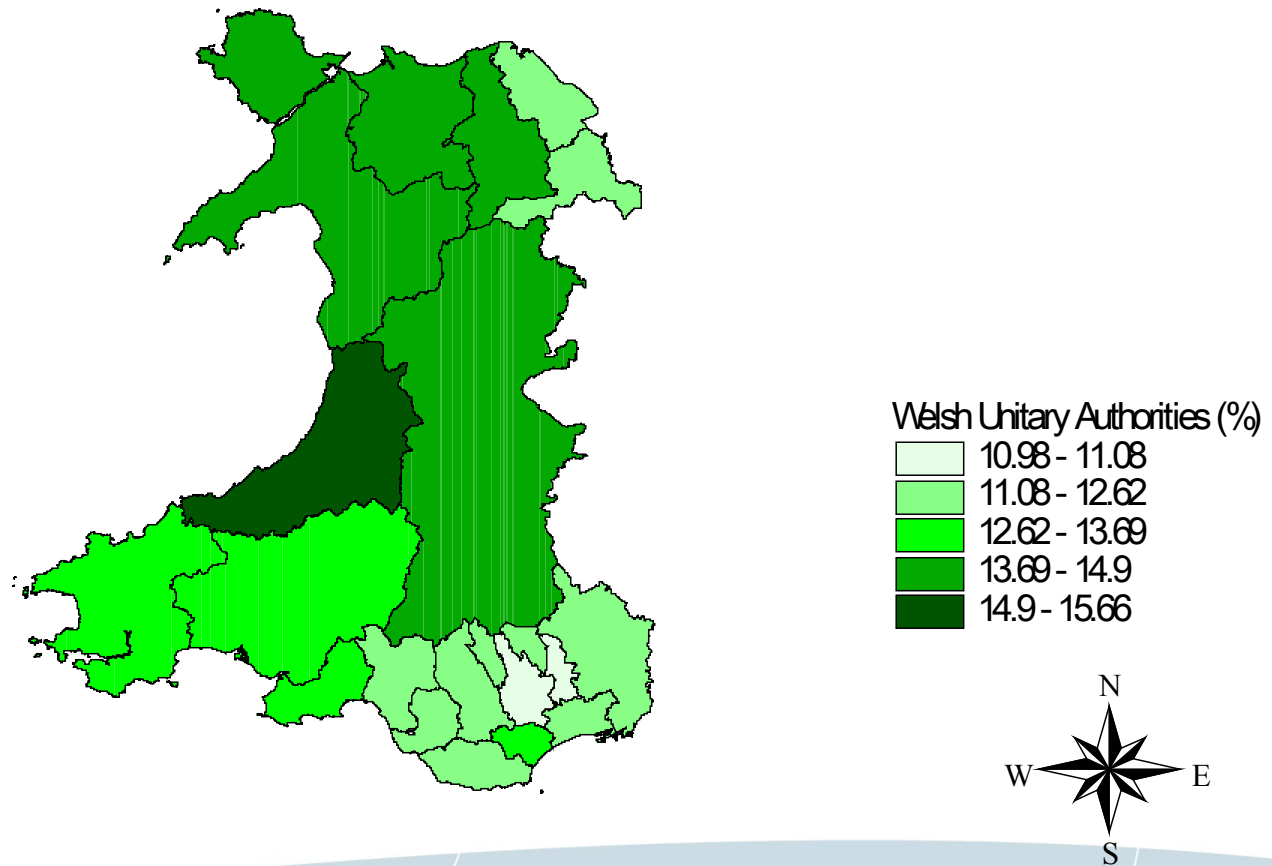 Welsh Unitary Authorities (%)
10.98 - 11.08
11.08 - 12.62
12.62 - 13.69
13.69 - 14.9
14.9 - 15.66
N
W E
S